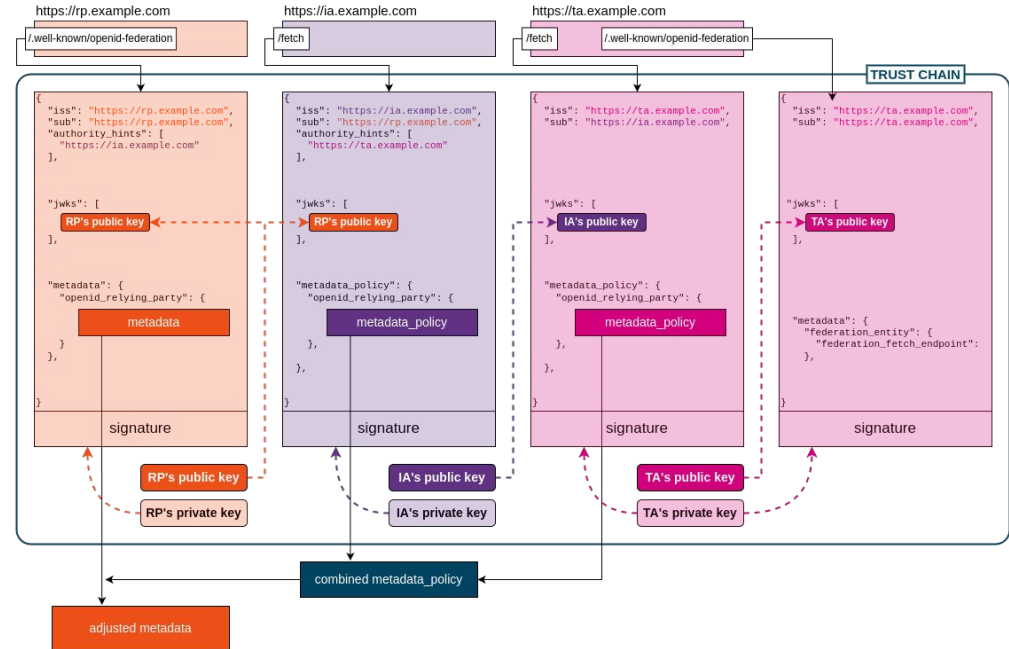 https://rp.example.com
https://ia.example.com
https://ta.example.com
/.well-known/openid-federation
/fetch
/fetch
/.well-known/openid-federation
TRUST CHAIN
{
"iss": "https://rp.example.com",
"sub": "https://rp.example.com",
"authority_hints": [
"https://ia.example.com"
],
"jwks": [
RP's public key
],
"metadata": {
"openid_relying_party": {
metadata
}
},
}
signature
{
"iss": "https://ia.example.com",
"sub": "https://rp.example.com",
"authority_hints": [
"https://ta.example.com"
],
"jwks": [
RP's public key
],
"metadata_policy": {
"openid_relying_party": {
metadata_policy
},
},
}
signature
{
"iss": "https://ta.example.com",
"sub": "https://ia.example.com",
"jwks": [
IA's public key
],
"metadata_policy": {
"openid_relying_party": {
metadata_policy
},
},
}
signature
{
"iss": "https://ta.example.com",
"sub": "https://ta.example.com",
"jwks": [
TA's public key
],
"metadata": {
"federation_entity": {
"federation_fetch_endpoint":
},
}
signature
RP's public key
RP's private key
IA's public key
IA's private key
TA's public key
TA's private key
combined metadata_policy
adjusted metadata